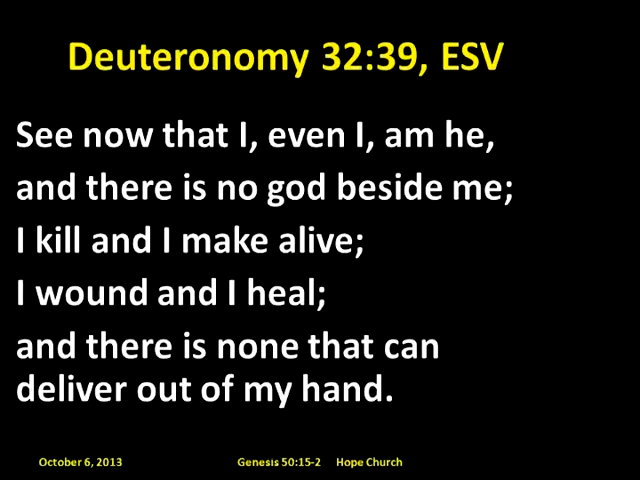 Deuteronomy 32:39, ESV
See now that I, even I, am he,
and there is no god beside me;
I kill and I make alive;
I wound and I heal;
and there is none that can
deliver out of my hand.
October 6, 2013 Genesis 50:15-2 Hope Church